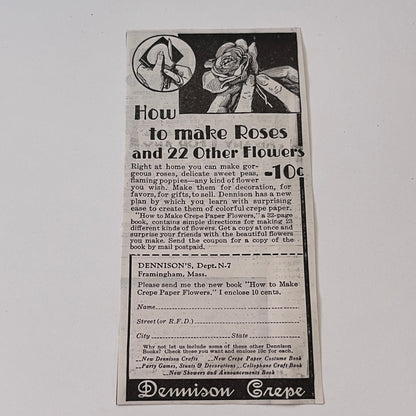 How
to make Roses
and 22 Other Flowers
-10c
Right at home you can make gor-
geous roses, delicate sweet peas,
flaming poppies—any kind of flower
you wish. Make them for decoration, for
favors, for gifts, to sell. Dennison has a new
plan by which you learn with surprising
ease to create them of colorful crepe paper.
"How to Make Crepe Paper Flowers," a 32-page
book, contains simple directions for making 23
different kinds of flowers. Get a copy at once and
surprise your friends with the beautiful flowers
you make. Send the coupon for a copy of the
book by mail postpaid.
DENNISON'S, Dept. N-7
Framingham, Mass.
Please send me the new book "How to Make
Crepe Paper Flowers." I enclose 10 cents.
Name
Street (or R. F. D.)
City State
Why not let us include some of these other Dennison
Books? Check those you want and enclose 10c for each.
New Dennison Crafts New Crepe Paper Costume Book
Party Games, Stunts & Decorations Cellophane Craft Book
New Showers and Announcements Book
Dennison Crepe